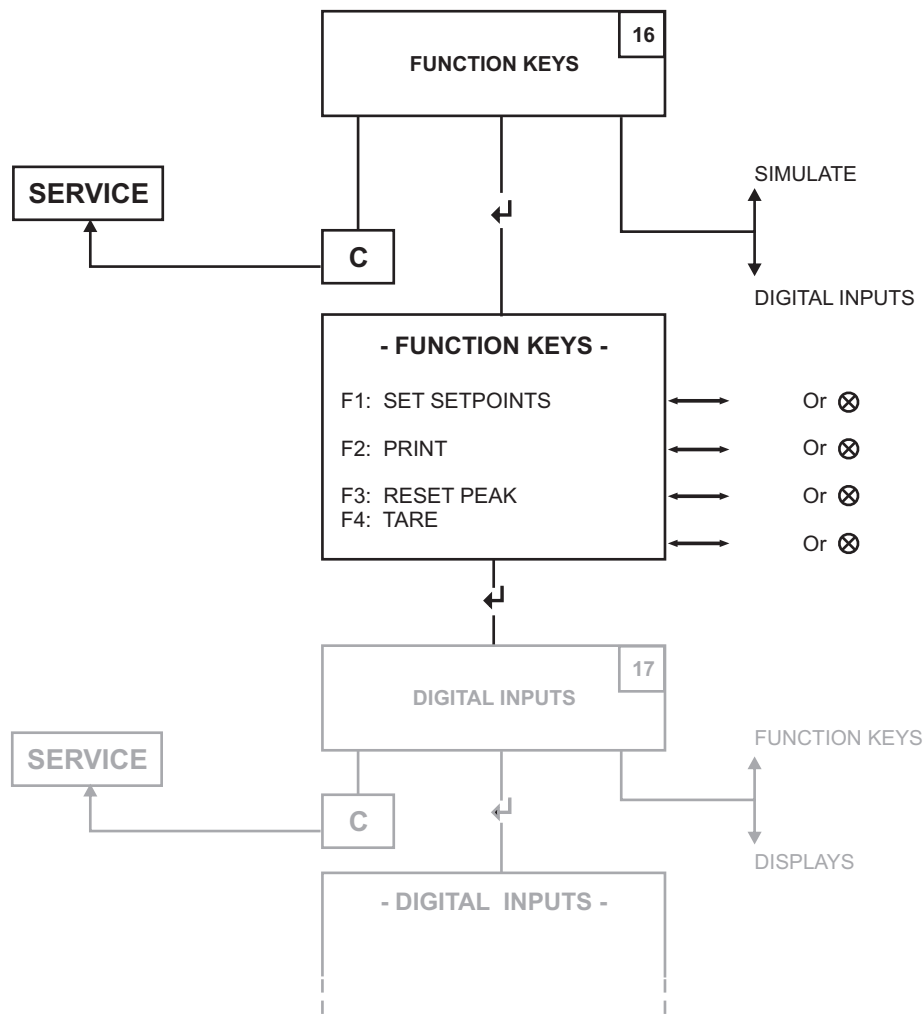 16
FUNCTION KEYS
SERVICE
SIMULATE
C
DIGITAL INPUTS
- FUNCTION KEYS -
F1: SET SETPOINTS Or ⊗
F2: PRINT Or ⊗
F3: RESET PEAK Or ⊗
F4: TARE
Or ⊗
17
DIGITAL INPUTS
SERVICE
FUNCTION KEYS
C
DISPLAYS
- DIGITAL INPUTS -